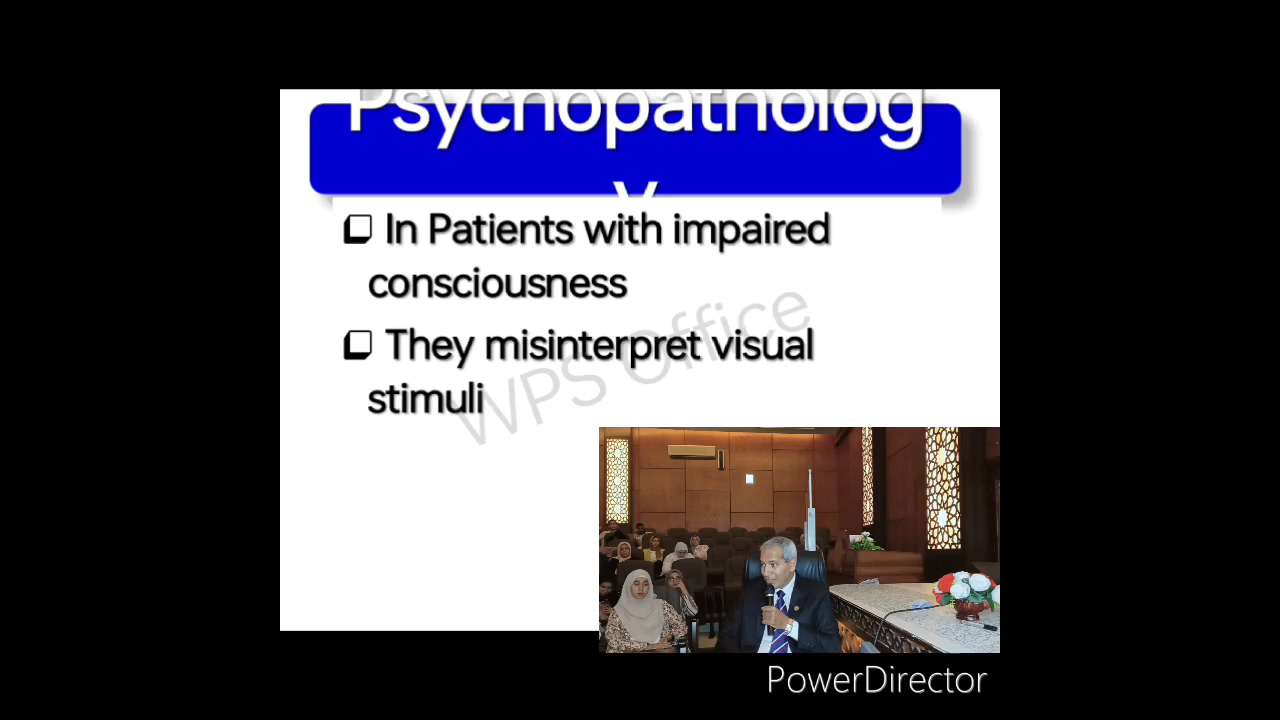 Psychopatholog
y
❑ In Patients with impaired
consciousness
❑ They misinterpret visual
stimuli
WPS Office
PowerDirector